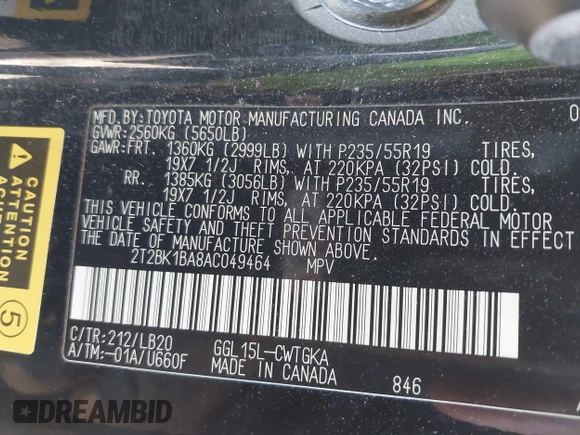 MFD.BY:TOYOTA MOTOR MANUFACTURING CANADA INC. 0
GVWR:2560KG (5650LB)
GAWR:FRT. 1360KG (2999LB) WITH P235/55R19 TIRES,
19X7 1/2J RIMS, AT 220KPA (32PSI) COLD.
RR. 1385KG (3056LB) WITH P235/55R19 TIRES,
19X7 1/2J RIMS, AT 220KPA (32PSI) COLD.
THIS VEHICLE CONFORMS TO ALL APPLICABLE FEDERAL MOTOR
VEHICLE SAFETY AND THEFT PREVENTION STANDARDS IN EFFECT
THE DATE OF MANUFACTURE SHOWN ABOVE.
2T2BK1BA8AC049464 MPV
C/TR:212/LB20 GGL15L-CWTGKA
A/TM:-01A/U660F MADE IN CANADA 846
CAUTION
ATTENTION
5
DREAMBID